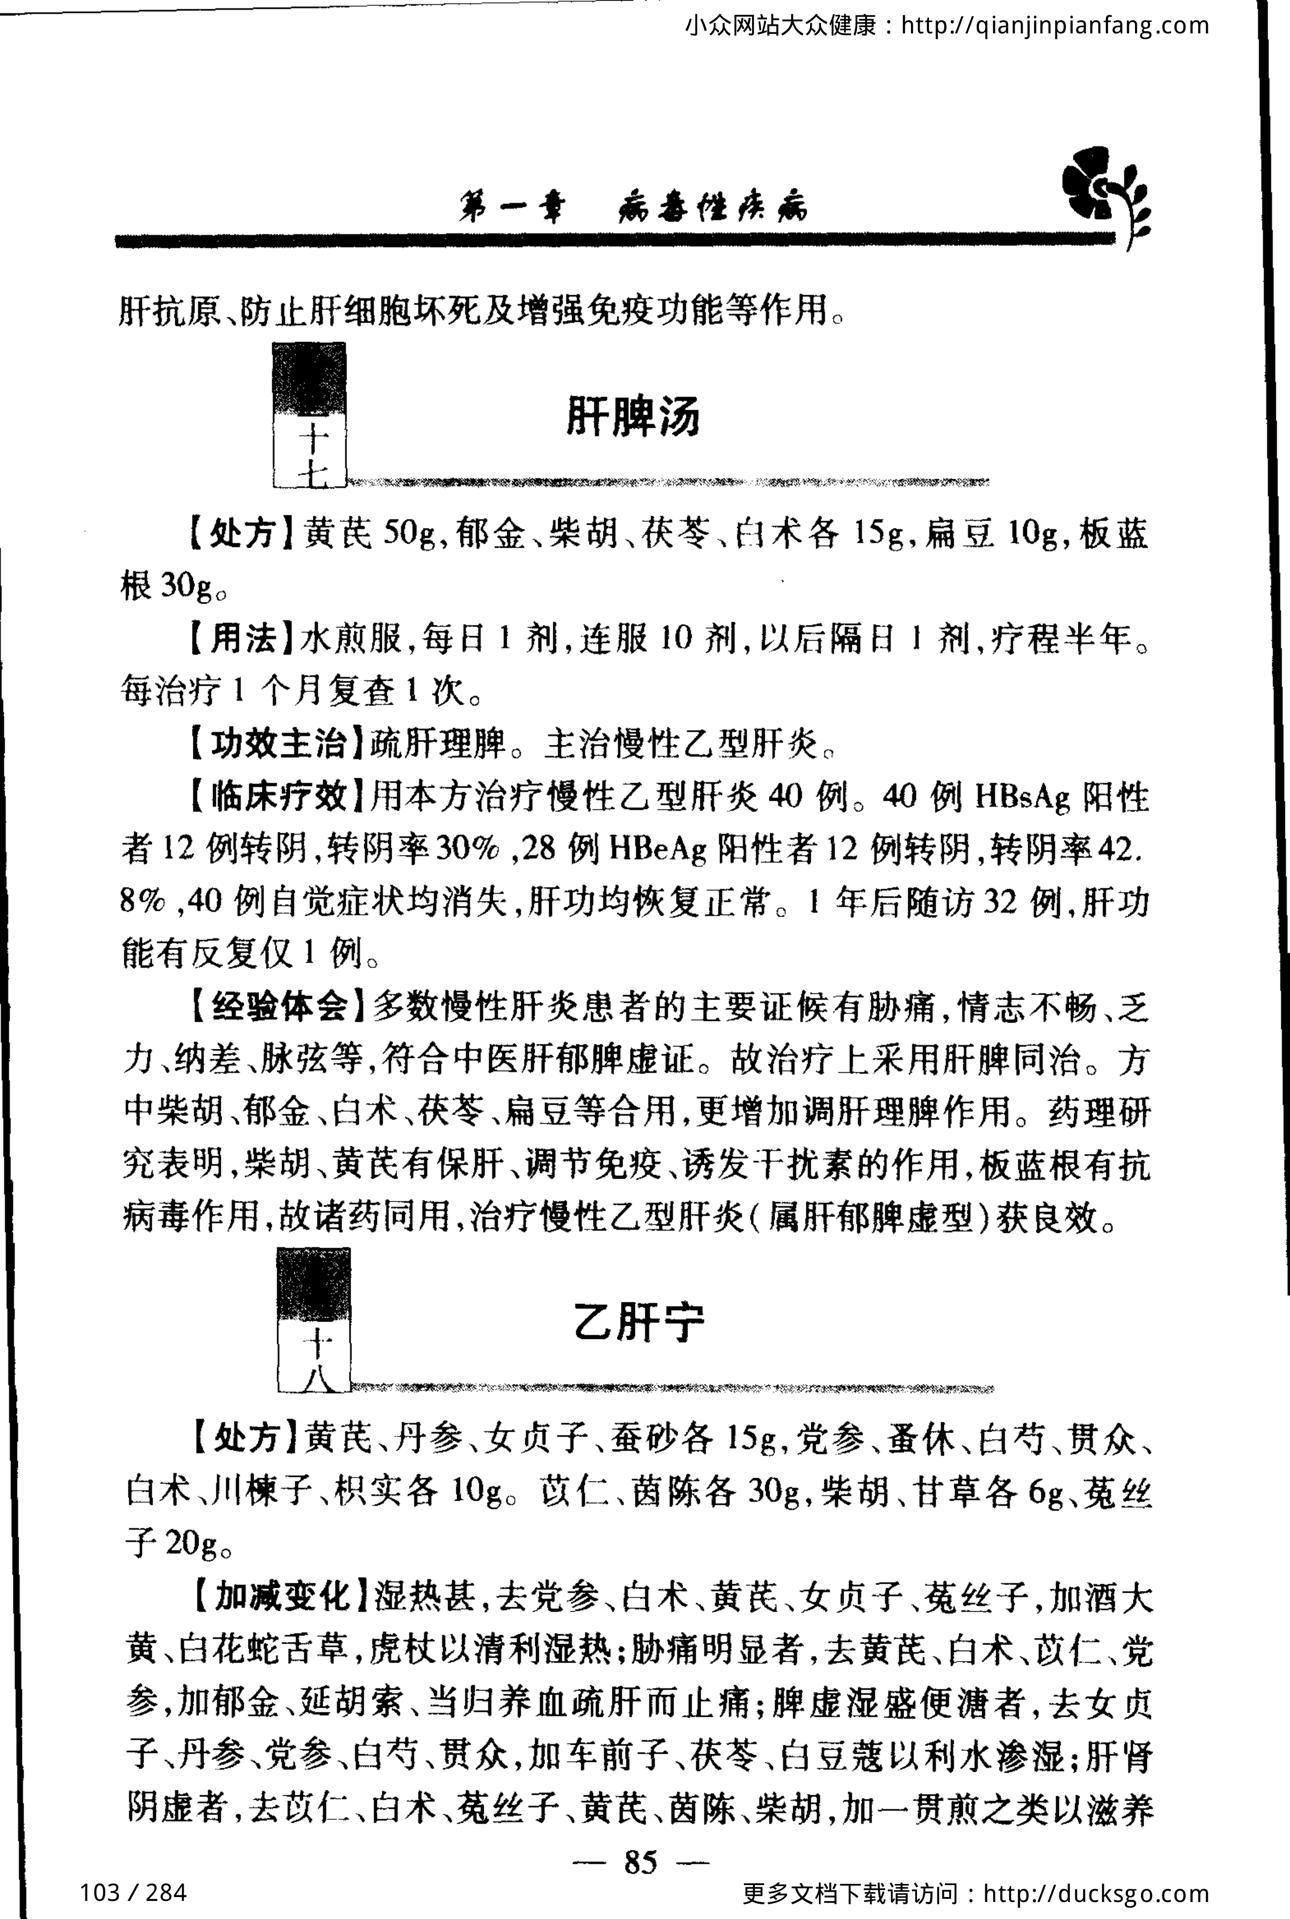 小众网站大众健康：http://qianjinpianfang.com
第一章 病毒性疾病
肝抗原、防止肝细胞坏死及增强免疫功能等作用。
十七
肝脾汤
【处方】黄芪 50g,郁金、柴胡、茯苓、白术各 15g,扁豆 10g,板蓝
根 30g。
【用法】水煎服,每日 1 剂,连服 10 剂,以后隔日 1 剂,疗程半年。
每治疗 1 个月复查 1 次。
【功效主治】疏肝理脾。主治慢性乙型肝炎。
【临床疗效】用本方治疗慢性乙型肝炎 40 例。40 例 HBsAg 阳性
者 12 例转阴,转阴率 30% ,28 例 HBeAg 阳性者 12 例转阴,转阴率 42.
8% ,40 例自觉症状均消失,肝功均恢复正常。1 年后随访 32 例,肝功
能有反复仅 1 例。
【经验体会】多数慢性肝炎患者的主要证候有胁痛,情志不畅、乏
力、纳差、脉弦等,符合中医肝郁脾虚证。故治疗上采用肝脾同治。方
中柴胡、郁金、白术、茯苓、扁豆等合用,更增加调肝理脾作用。药理研
究表明,柴胡、黄芪有保肝、调节免疫、诱发干扰素的作用,板蓝根有抗
病毒作用,故诸药同用,治疗慢性乙型肝炎(属肝郁脾虚型)获良效。
十八
乙肝宁
【处方】黄芪、丹参、女贞子、蚕砂各 15g,党参、蚤休、白芍、贯众、
白术、川楝子、枳实各 10g。苡仁、茵陈各 30g,柴胡、甘草各 6g、菟丝
子 20g。
【加减变化】湿热甚,去党参、白术、黄芪、女贞子、菟丝子,加酒大
黄、白花蛇舌草,虎杖以清利湿热;胁痛明显者,去黄芪、白术、苡仁、党
参,加郁金、延胡索、当归养血疏肝而止痛;脾虚湿盛便溏者,去女贞
子、丹参、党参、白芍、贯众,加车前子、茯苓、白豆蔻以利水渗湿;肝肾
阴虚者,去苡仁、白术、菟丝子、黄芪、茵陈、柴胡,加一贯煎之类以滋养
— 85 —
103 / 284
更多文档下载请访问：http://ducksgo.com